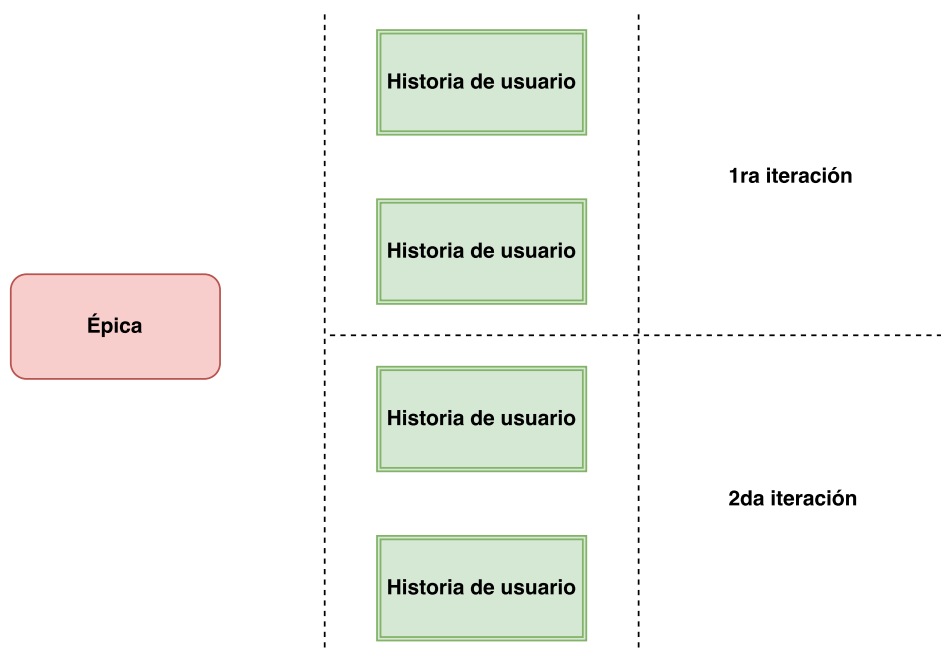 Historia de usuario
1ra iteración
Historia de usuario
Épica
Historia de usuario
2da iteración
Historia de usuario